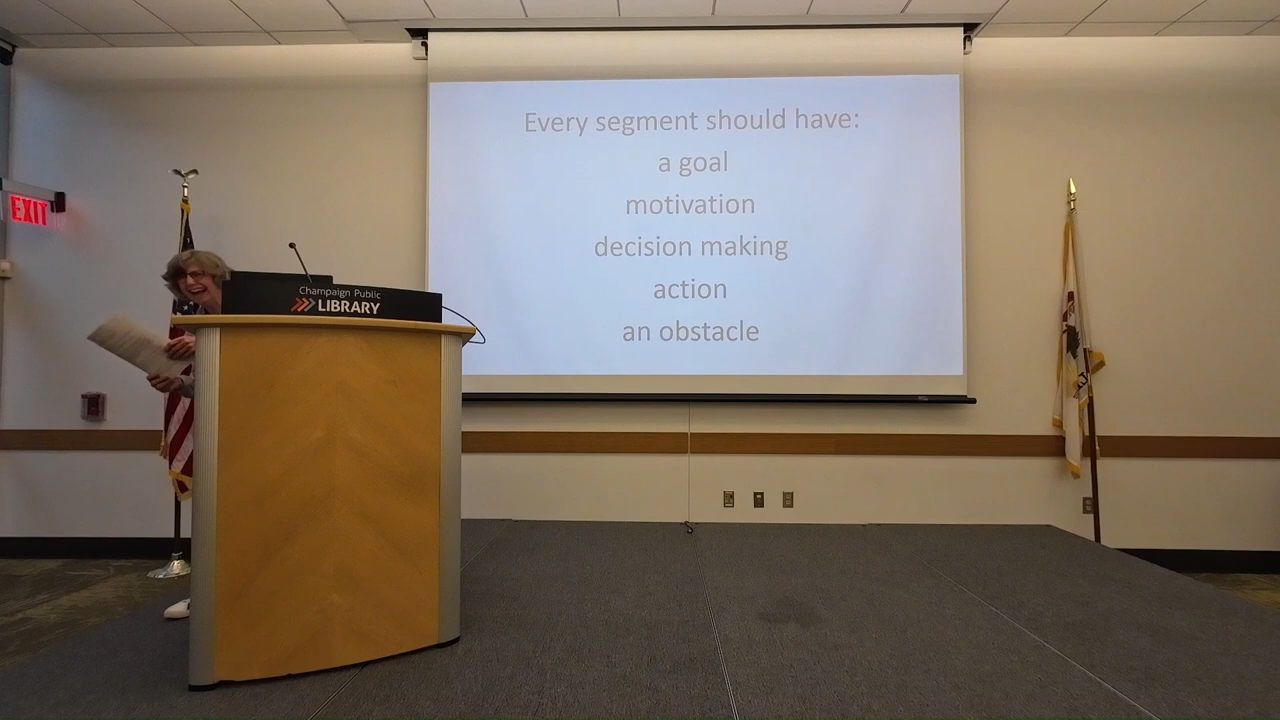 Every segment should have:
a goal
motivation
decision making
action
an obstacle
EXIT
Champaign Public
LIBRARY